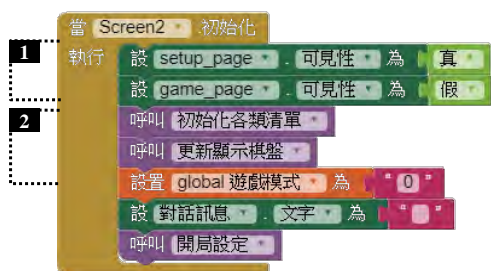 當 Screen2 .初始化
1
執行 設 setup_page . 可見性 為 真
設 game_page . 可見性 為 假
2
呼叫 初始化各類清單
呼叫 更新顯示棋盤
設置 global 遊戲模式 為 " 0 "
設 對話訊息 . 文字 為 " "
呼叫 開局設定